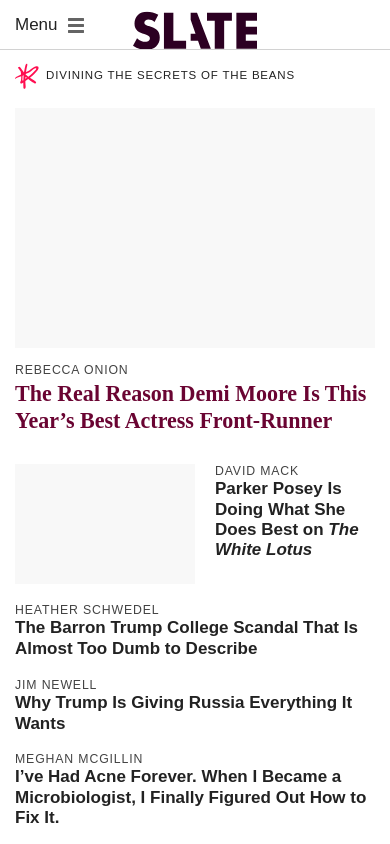 Menu
SLATE
DIVINING THE SECRETS OF THE BEANS
REBECCA ONION
The Real Reason Demi Moore Is This
Year’s Best Actress Front-Runner
DAVID MACK
Parker Posey Is
Doing What She
Does Best on The
White Lotus
HEATHER SCHWEDEL
The Barron Trump College Scandal That Is
Almost Too Dumb to Describe
JIM NEWELL
Why Trump Is Giving Russia Everything It
Wants
MEGHAN MCGILLIN
I’ve Had Acne Forever. When I Became a
Microbiologist, I Finally Figured Out How to
Fix It.